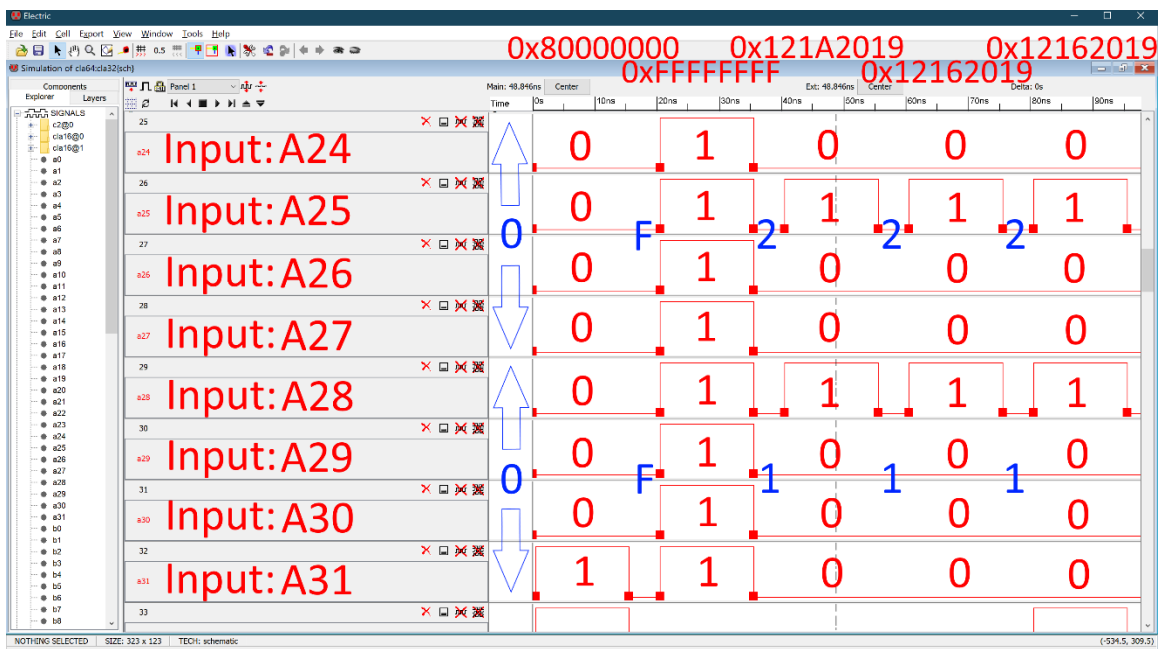 Electric
File Edit Cell Export View Window Tools Help
0.5
0x80000000 0x121A2019 0x12162019
0xFFFFFFFF 0x12162019
Simulation of cla64:cla32{sch}
Components
Explorer Layers
SIGNALS
c2@0
cla16@0
cla16@1
a0
a1
a2
a3
a4
a5
a6
a7
a8
a9
a10
a11
a12
a13
a14
a15
a16
a17
a18
a19
a20
a21
a22
a23
a24
a25
a26
a27
a28
a29
a30
a31
b0
b1
b2
b3
b4
b5
b6
b7
b8
Panel 1
Main: 48.846ns Center Ext: 48.846ns Center Delta: 0s
Time 0s 10ns 20ns 30ns 40ns 50ns 60ns 70ns 80ns 90ns
25
a24 Input: A24 0 1 0 0 0
26
a25 Input: A25 0 1 1 1 1
0 F 2 2 2
27
a26 Input: A26 0 1 0 0 0
28
a27 Input: A27 0 1 0 0 0
29
a28 Input: A28 0 1 1 1 1
30
a29 Input: A29 0 1 0 0 0
0 F 1 1 1
31
a30 Input: A30 0 1 0 0 0
32
a31 Input: A31 1 1 0 0 0
33
NOTHING SELECTED SIZE: 323 x 123 TECH: schematic (-534.5, 309.5)